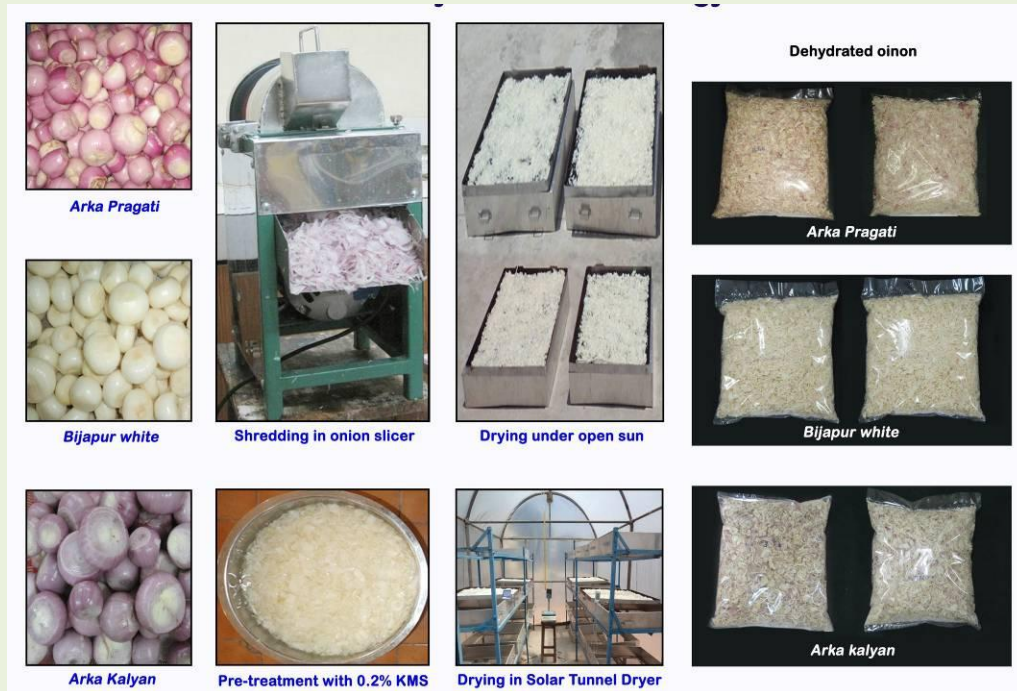 Dehydrated oinon
Arka Pragati
Arka Pragati
Bijapur white
Shredding in onion slicer
Drying under open sun
Bijapur white
Arka Kalyan
Pre-treatment with 0.2% KMS
Drying in Solar Tunnel Dryer
Arka kalyan